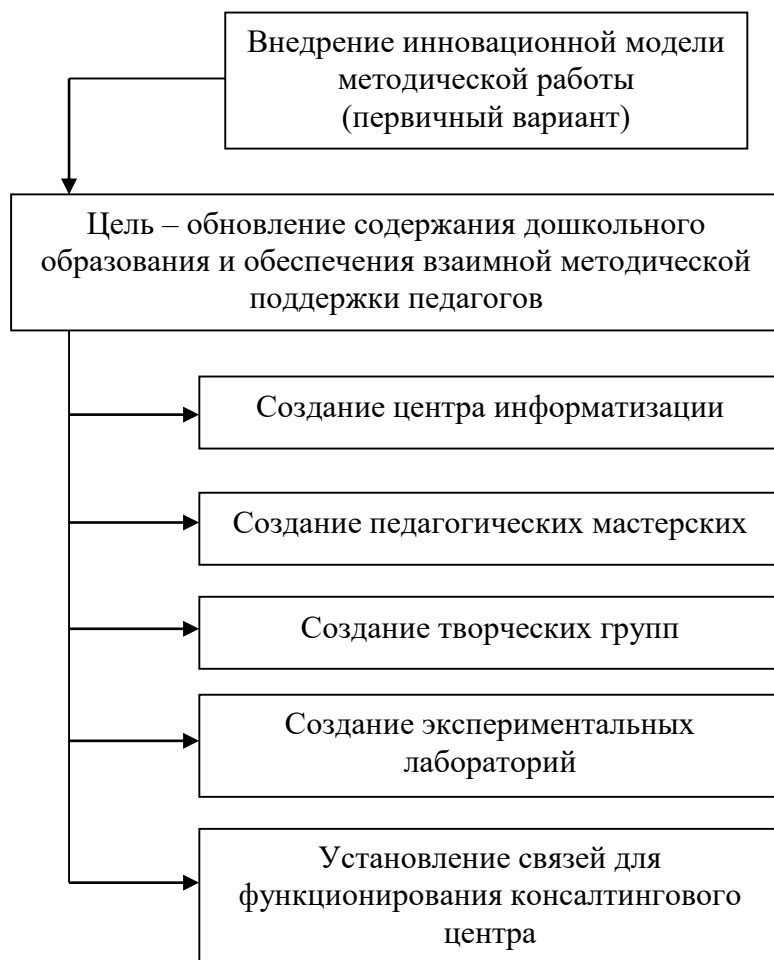 Внедрение инновационной модели
методической работы
(первичный вариант)
Цель – обновление содержания дошкольного
образования и обеспечения взаимной методической
поддержки педагогов
Создание центра информатизации
Создание педагогических мастерских
Создание творческих групп
Создание экспериментальных
лабораторий
Установление связей для
функционирования консалтингового
центра